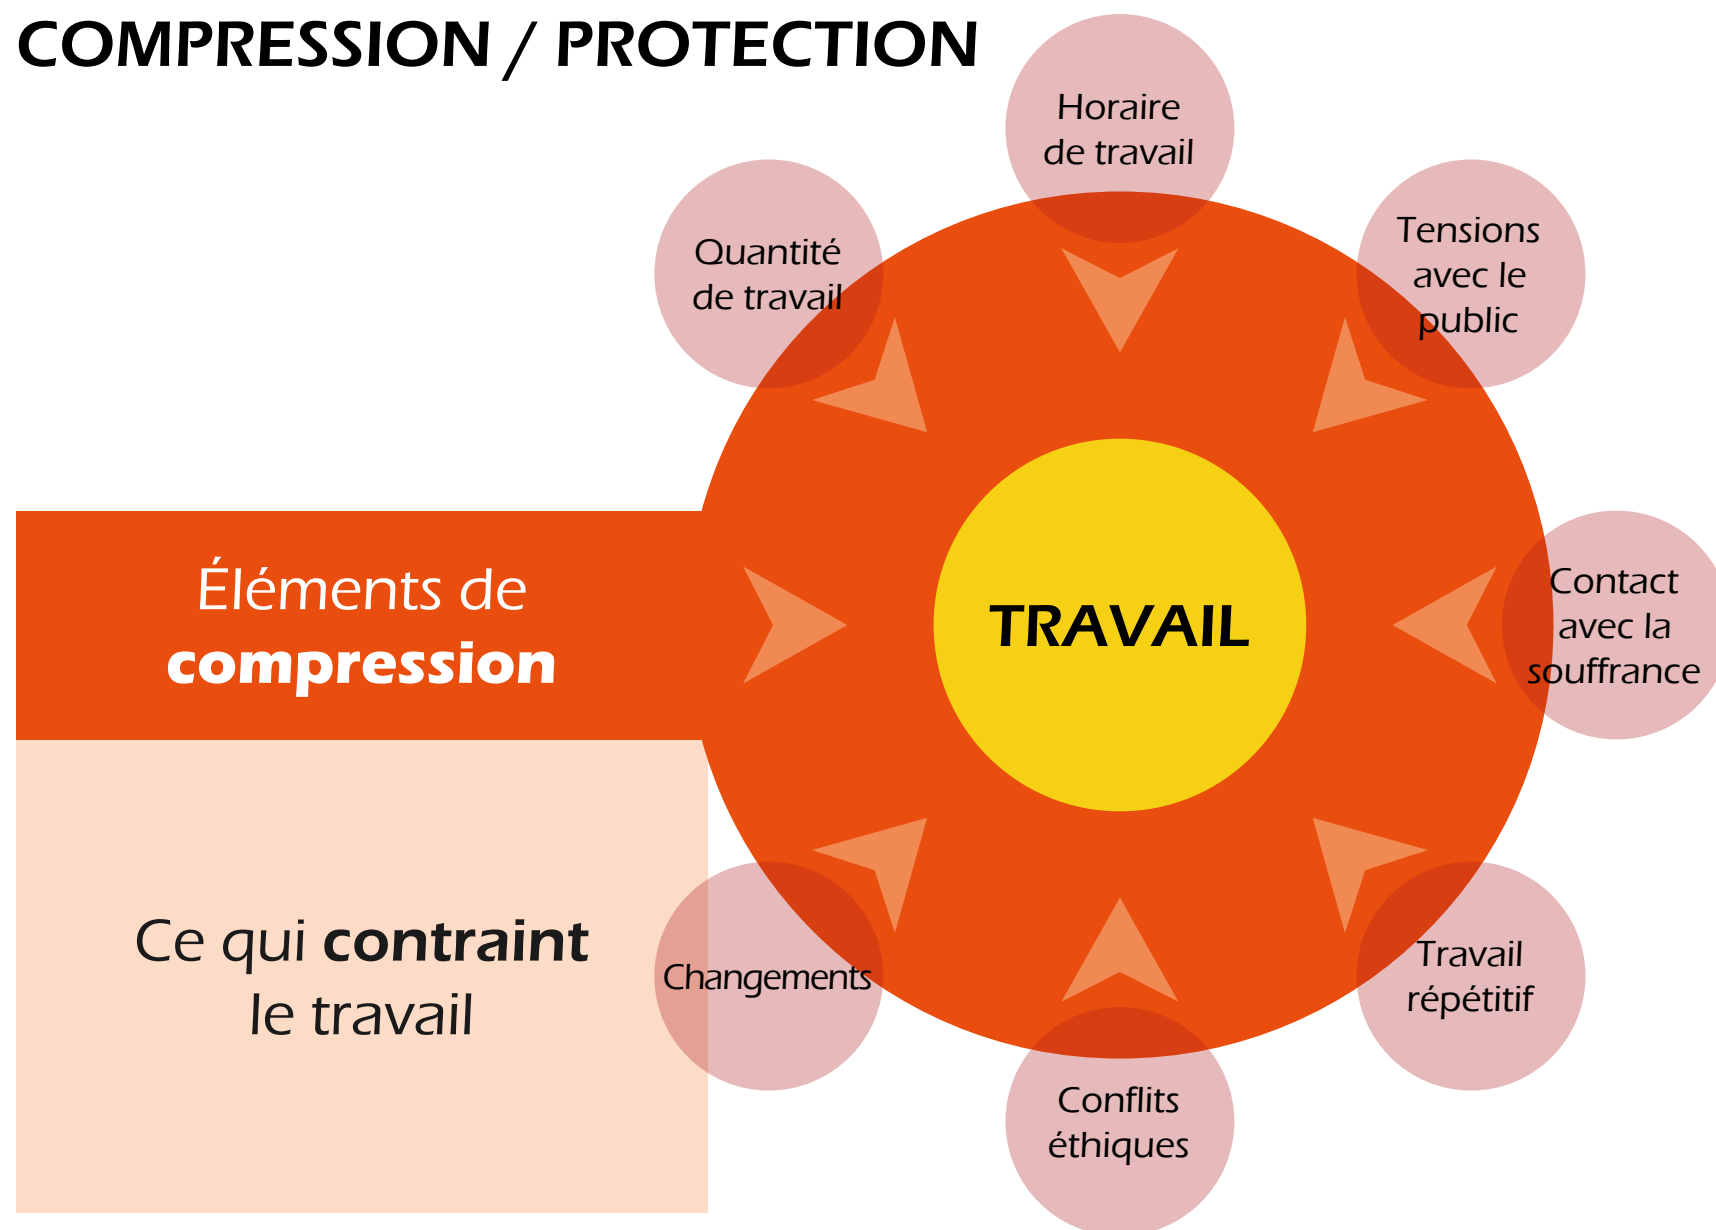 COMPRESSION / PROTECTION
Horaire
de travail
Tensions
avec le
public
Quantité
de travail
Éléments de
compression
TRAVAIL
Contact
avec la
souffrance
Ce qui contraint
le travail
Changements
Travail
répétitif
Conflits
éthiques